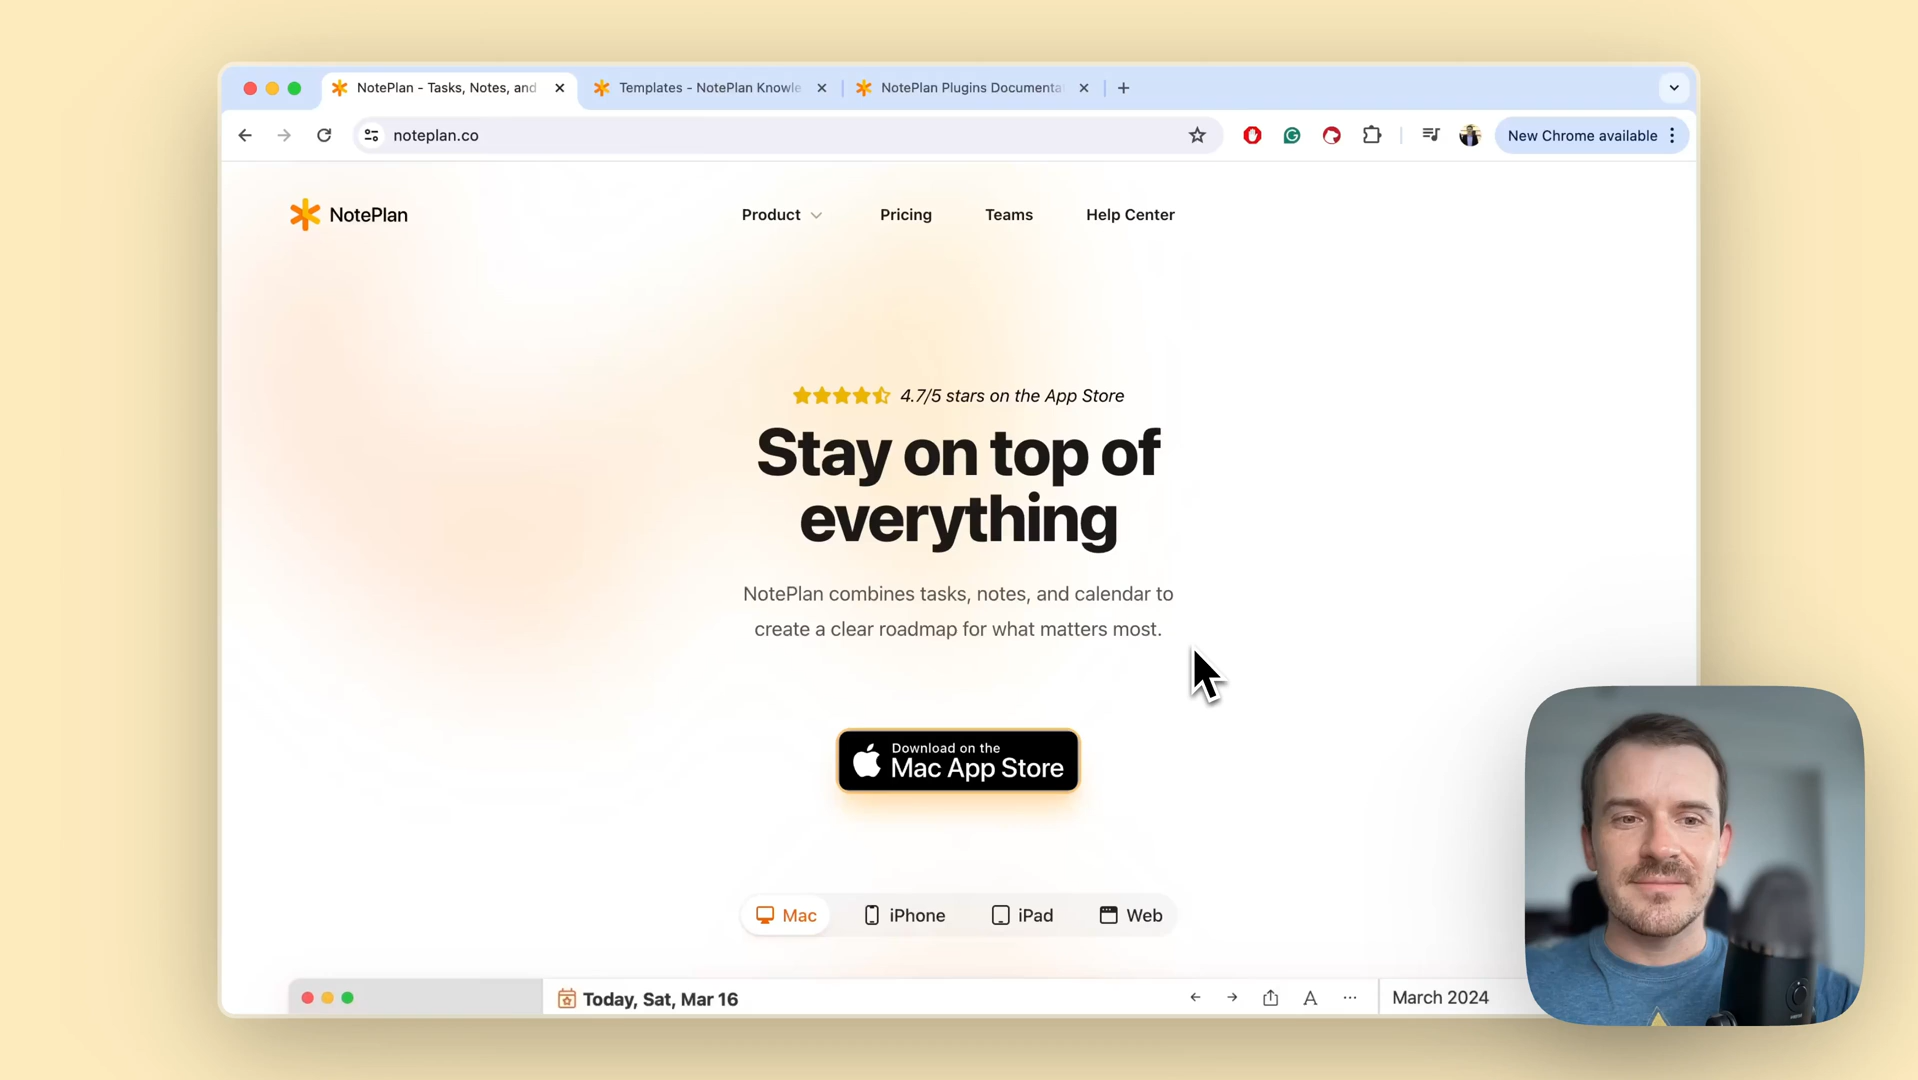 NotePlan - Tasks, Notes, and
Templates - NotePlan Knowle
NotePlan Plugins Documenta
noteplan.co
New Chrome available
NotePlan
Product
Pricing
Teams
Help Center
4.7/5 stars on the App Store
Stay on top of
everything
NotePlan combines tasks, notes, and calendar to
create a clear roadmap for what matters most.
Download on the
Mac App Store
Mac
iPhone
iPad
Web
Today, Sat, Mar 16
A
March 2024